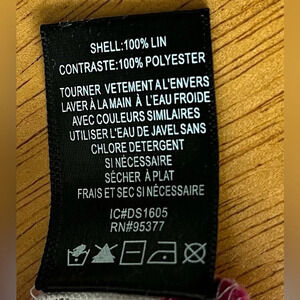 SHELL:100% LIN
CONTRASTE:100% POLYESTER
TOURNER VETEMENT A L'ENVERS
LAVER À LA MAIN À L'EAU FROIDE
AVEC COULEURS SIMILAIRES
UTILISER L'EAU DE JAVEL SANS
CHLORE DETERGENT
SI NÉCESSAIRE
SÉCHER À PLAT
FRAIS ET SEC SI NÉCESSAIRE
IC#DS1605
RN#95377